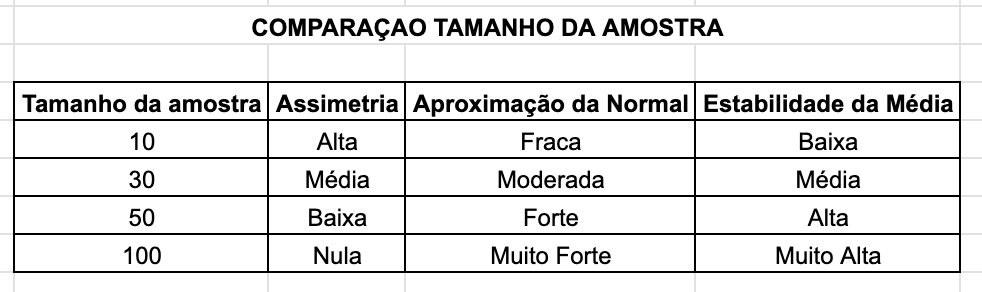 COMPARAÇAO TAMANHO DA AMOSTRA
Tamanho da amostra Assimetria Aproximação da Normal Estabilidade da Média
10 Alta Fraca Baixa
30 Média Moderada Média
50 Baixa Forte Alta
100 Nula Muito Forte Muito Alta